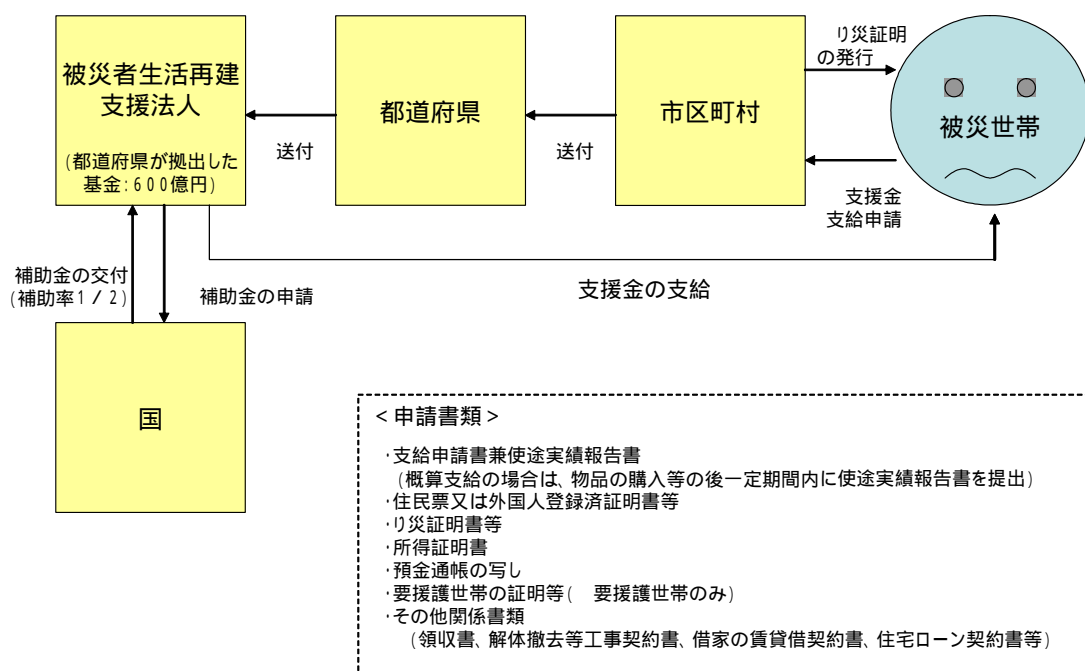 被災者生活再建
支援法人
(都道府県が拠出した
基金:600億円)
都道府県
市区町村
被災世帯
り災証明
の発行
送付
送付
支援金
支給申請
補助金の交付
(補助率1/2)
補助金の申請
支援金の支給
国
<申請書類>
・支給申請書兼使途実績報告書
(概算支給の場合は、物品の購入等の後一定期間内に使途実績報告書を提出)
・住民票又は外国人登録済証明書等
・り災証明書等
・所得証明書
・預金通帳の写し
・要援護世帯の証明等( 要援護世帯のみ)
・その他関係書類
(領収書、解体撤去等工事契約書、借家の賃貸借契約書、住宅ローン契約書等)